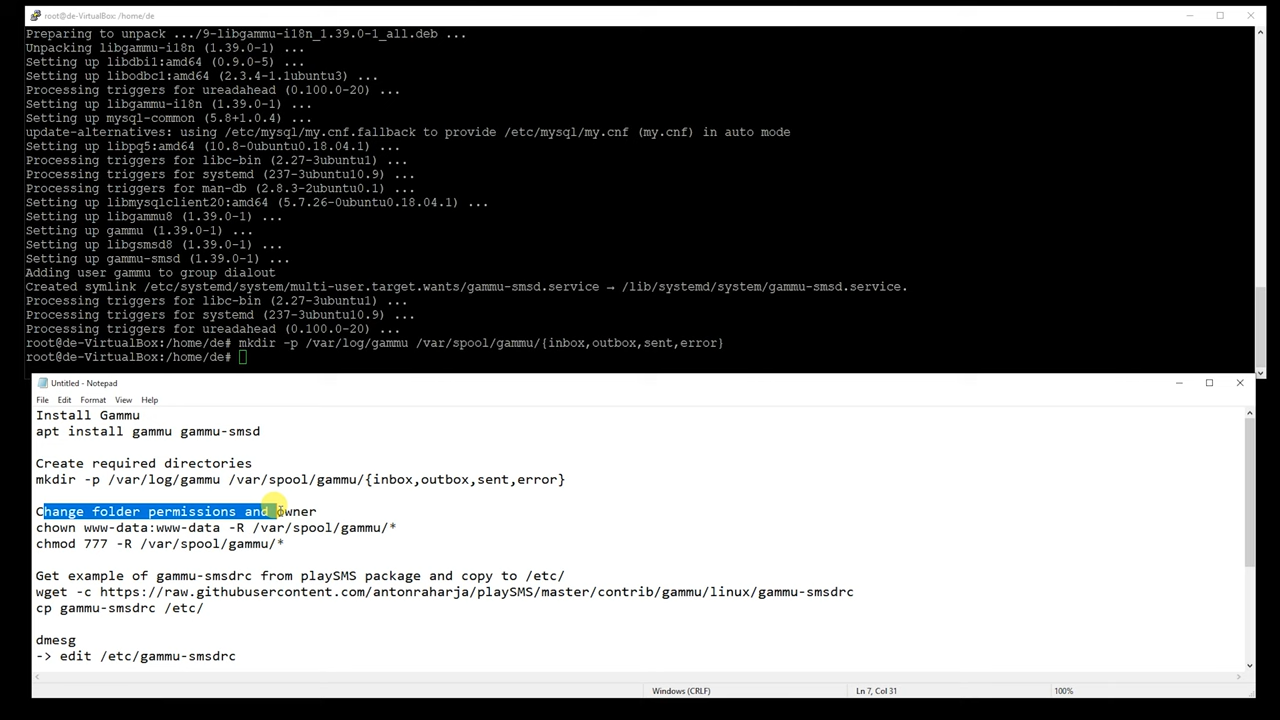 root@de-VirtualBox: /home/de
Preparing to unpack .../9-libgammu-i18n_1.39.0-1_all.deb ...
Unpacking libgammu-i18n (1.39.0-1) ...
Setting up libdbi1:amd64 (0.9.0-5) ...
Setting up libodbc1:amd64 (2.3.4-1.1ubuntu3) ...
Processing triggers for ureadahead (0.100.0-20) ...
Setting up libgammu-i18n (1.39.0-1) ...
Setting up mysql-common (5.8+1.0.4) ...
update-alternatives: using /etc/mysql/my.cnf.fallback to provide /etc/mysql/my.cnf (my.cnf) in auto mode
Setting up libpq5:amd64 (10.8-0ubuntu0.18.04.1) ...
Processing triggers for libc-bin (2.27-3ubuntu1) ...
Processing triggers for systemd (237-3ubuntu10.9) ...
Processing triggers for man-db (2.8.3-2ubuntu0.1) ...
Setting up libmysqlclient20:amd64 (5.7.26-0ubuntu0.18.04.1) ...
Setting up libgammu8 (1.39.0-1) ...
Setting up gammu (1.39.0-1) ...
Setting up libgsmsd8 (1.39.0-1) ...
Setting up gammu-smsd (1.39.0-1) ...
Adding user gammu to group dialout
Created symlink /etc/systemd/system/multi-user.target.wants/gammu-smsd.service → /lib/systemd/system/gammu-smsd.service.
Processing triggers for libc-bin (2.27-3ubuntu1) ...
Processing triggers for systemd (237-3ubuntu10.9) ...
Processing triggers for ureadahead (0.100.0-20) ...
root@de-VirtualBox:/home/de# mkdir -p /var/log/gammu /var/spool/gammu/{inbox,outbox,sent,error}
root@de-VirtualBox:/home/de#
Untitled - Notepad
File Edit Format View Help
Install Gammu
apt install gammu gammu-smsd
Create required directories
mkdir -p /var/log/gammu /var/spool/gammu/{inbox,outbox,sent,error}
Change folder permissions and owner
chown www-data:www-data -R /var/spool/gammu/*
chmod 777 -R /var/spool/gammu/*
Get example of gammu-smsdrc from playSMS package and copy to /etc/
wget -c https://raw.githubusercontent.com/antonraharja/playSMS/master/contrib/gammu/linux/gammu-smsdrc
cp gammu-smsdrc /etc/
dmesg
-> edit /etc/gammu-smsdrc
Windows (CRLF) Ln 7, Col 31 100%